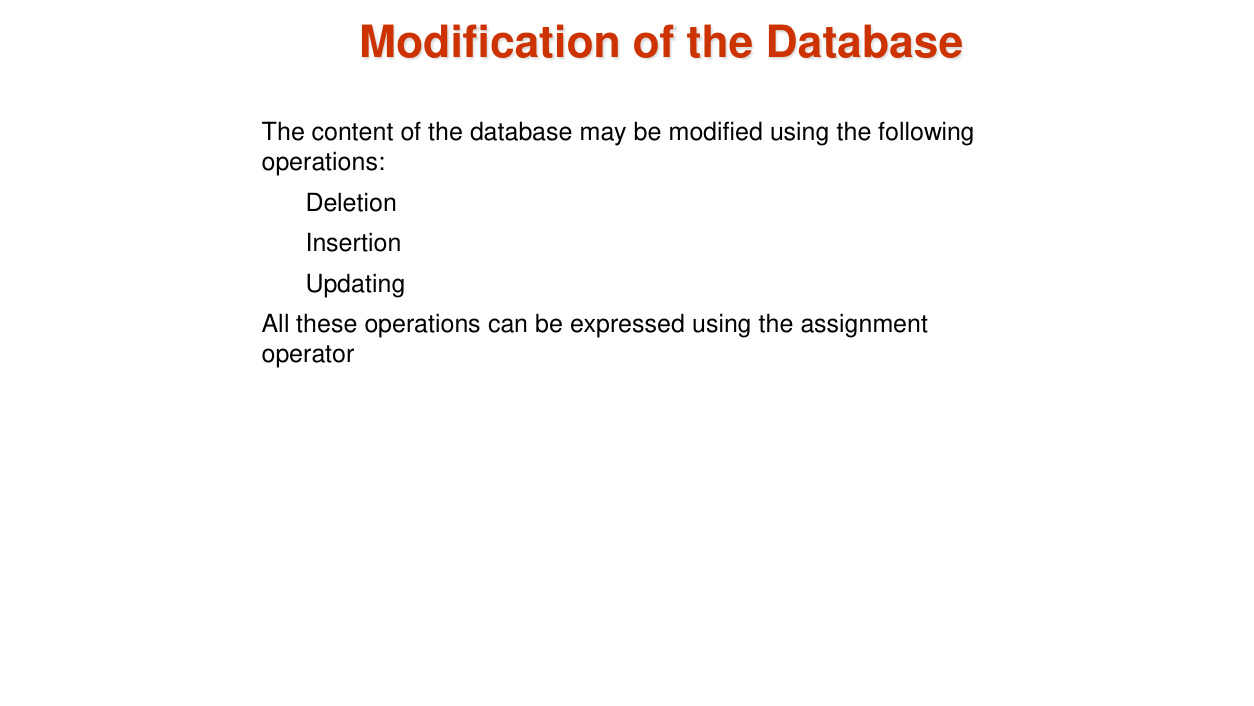 Modification of the Database
The content of the database may be modified using the following
operations:
Deletion
Insertion
Updating
All these operations can be expressed using the assignment
operator